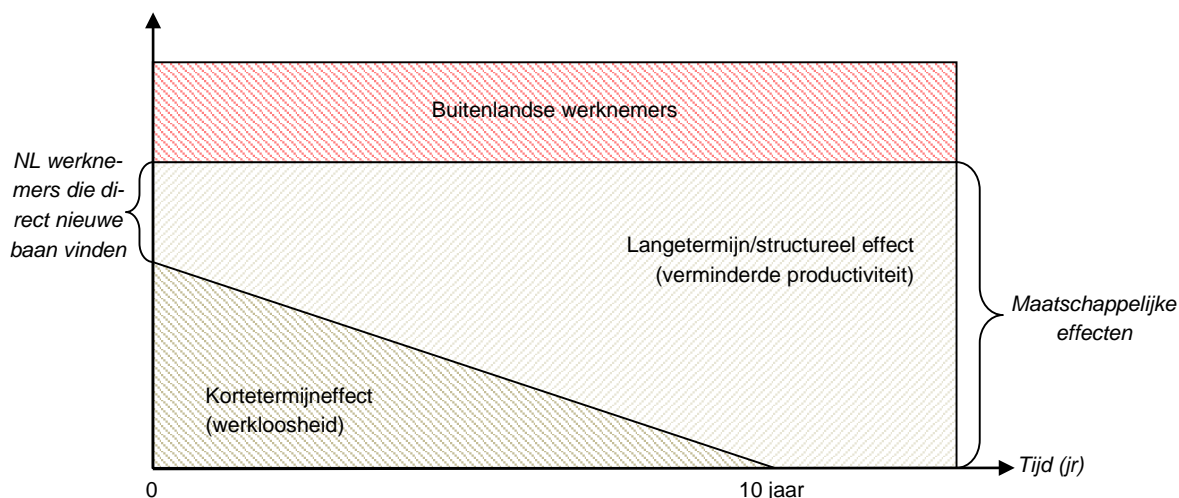 Buitenlandse werknemers
NL werkne-
mers die di-
rect nieuwe
baan vinden
Langetermijn/structureel effect
(verminderde productiviteit)
Maatschappelijke
effecten
Kortetermijneffect
(werkloosheid)
Tijd (jr)
0
10 jaar